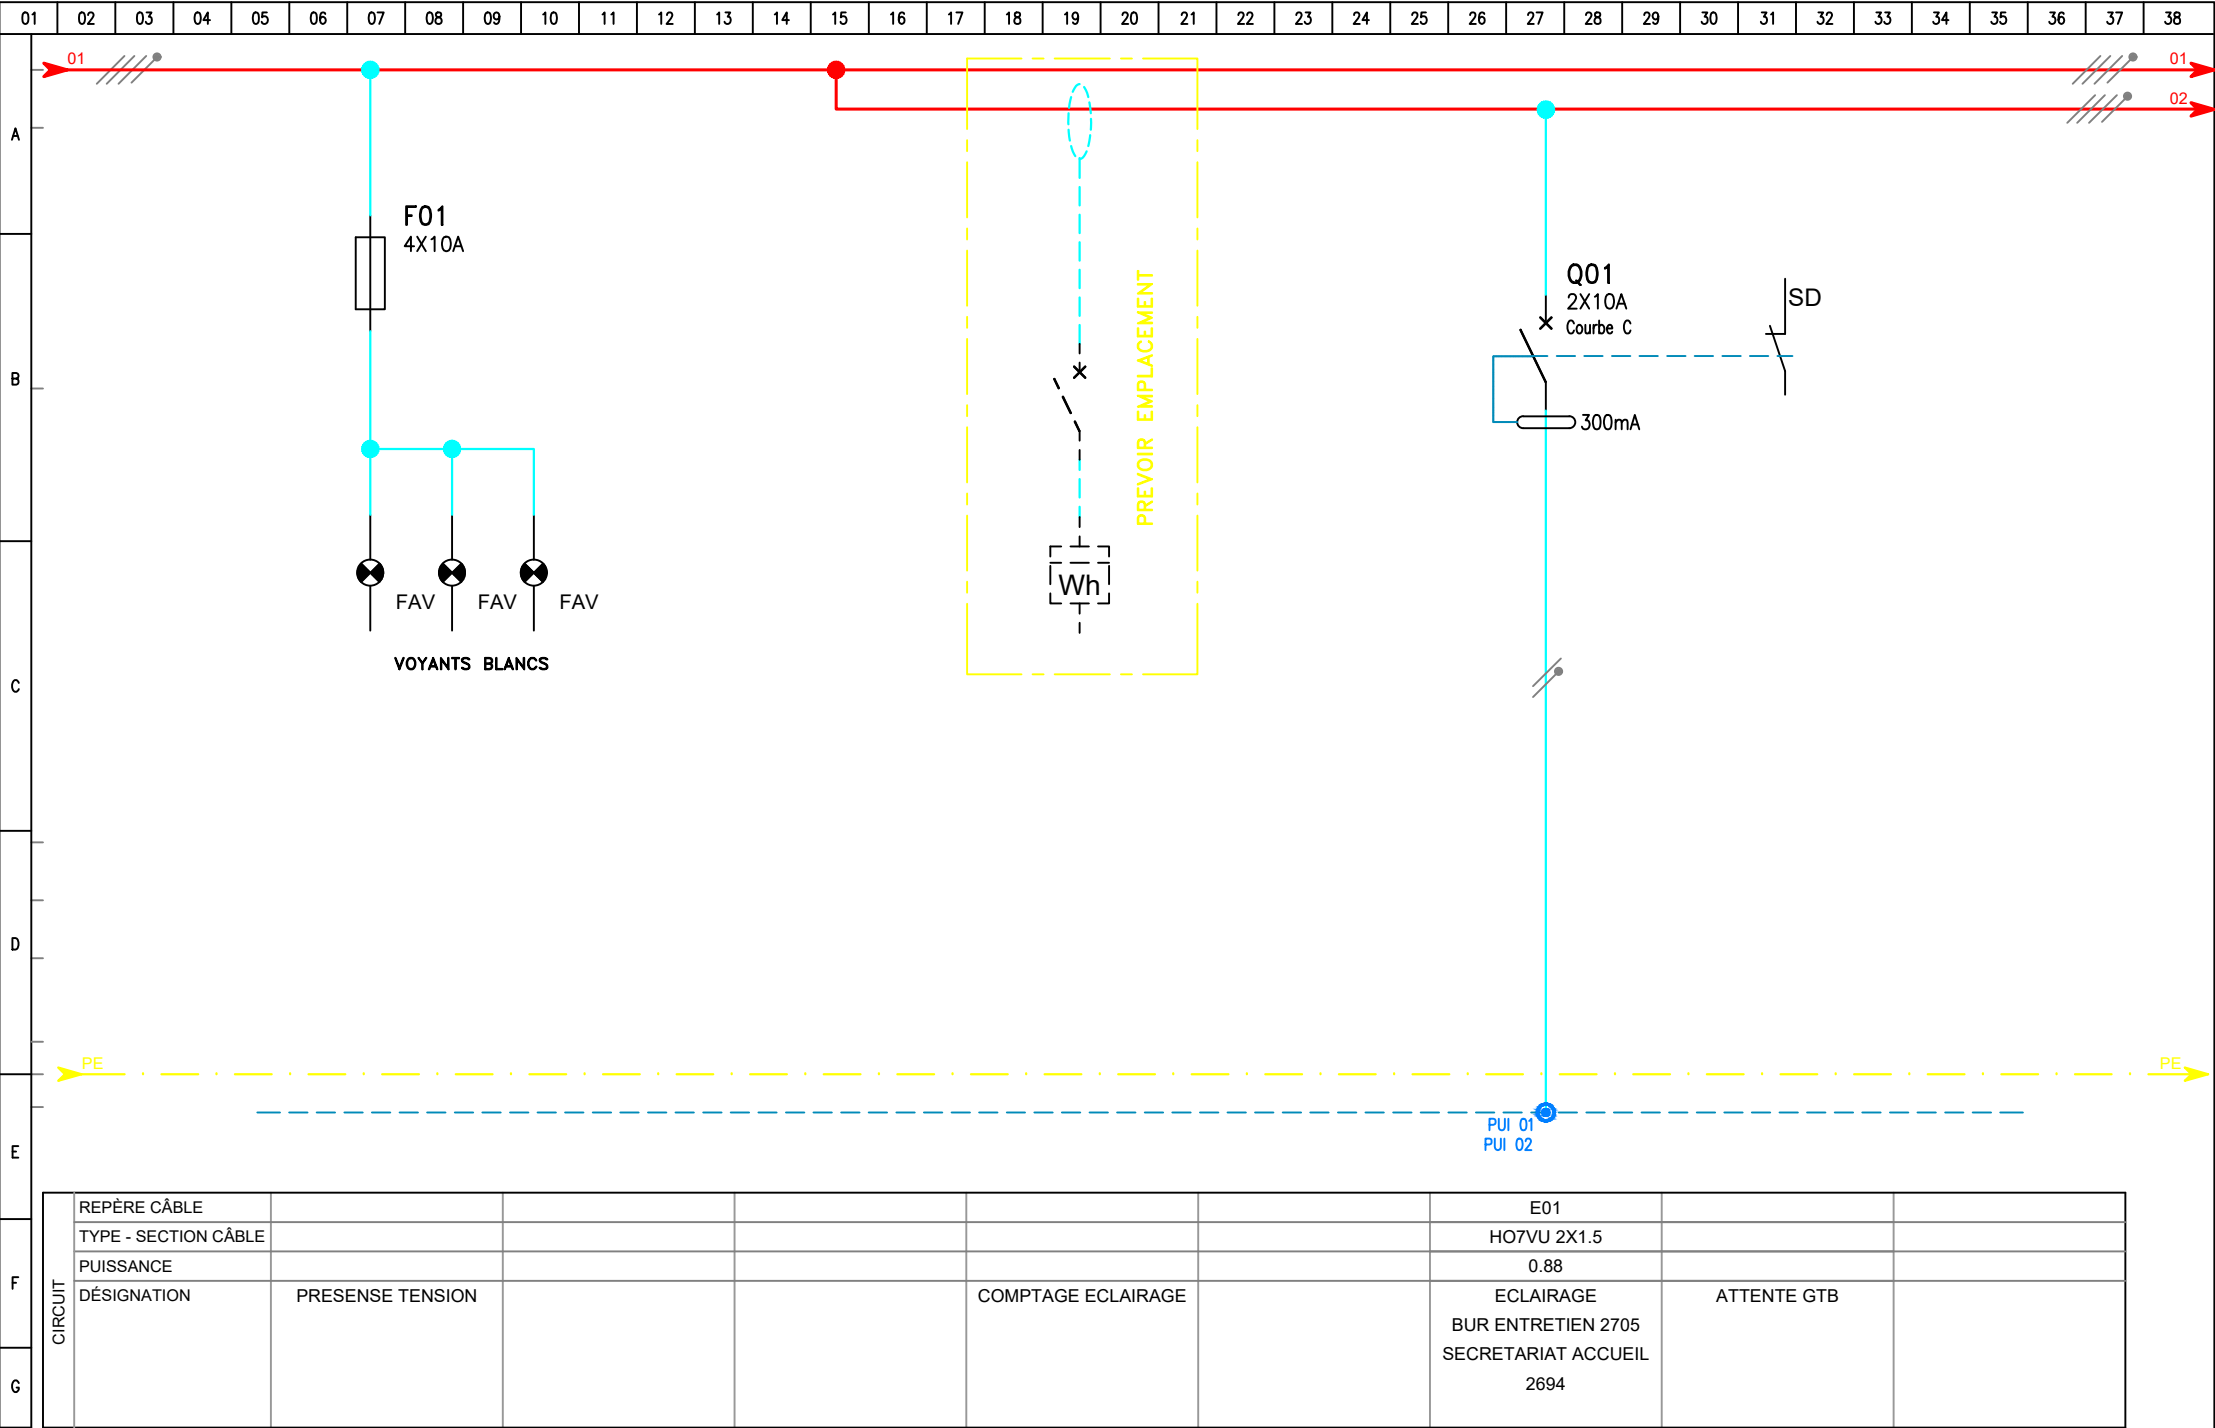 01 02 03 04 05 06 07 08 09 10 11 12 13 14 15 16 17 18 19 20 21 22 23 24 25 26 27 28 29 30 31 32 33 34 35 36 37 38
01
01
02
A
F01
4X10A
Q01
2X10A
Courbe C
SD
PREVOIR EMPLACEMENT
B
300mA
Wh
FAV FAV FAV
VOYANTS BLANCS
C
D
PE
PE
PUI 01
PUI 02
E
CIRCUIT
REPÈRE CÂBLE E01
TYPE - SECTION CÂBLE HO7VU 2X1.5
PUISSANCE 0.88
F
DÉSIGNATION PRESENSE TENSION COMPTAGE ECLAIRAGE ECLAIRAGE ATTENTE GTB
BUR ENTRETIEN 2705
SECRETARIAT ACCUEIL
2694
G